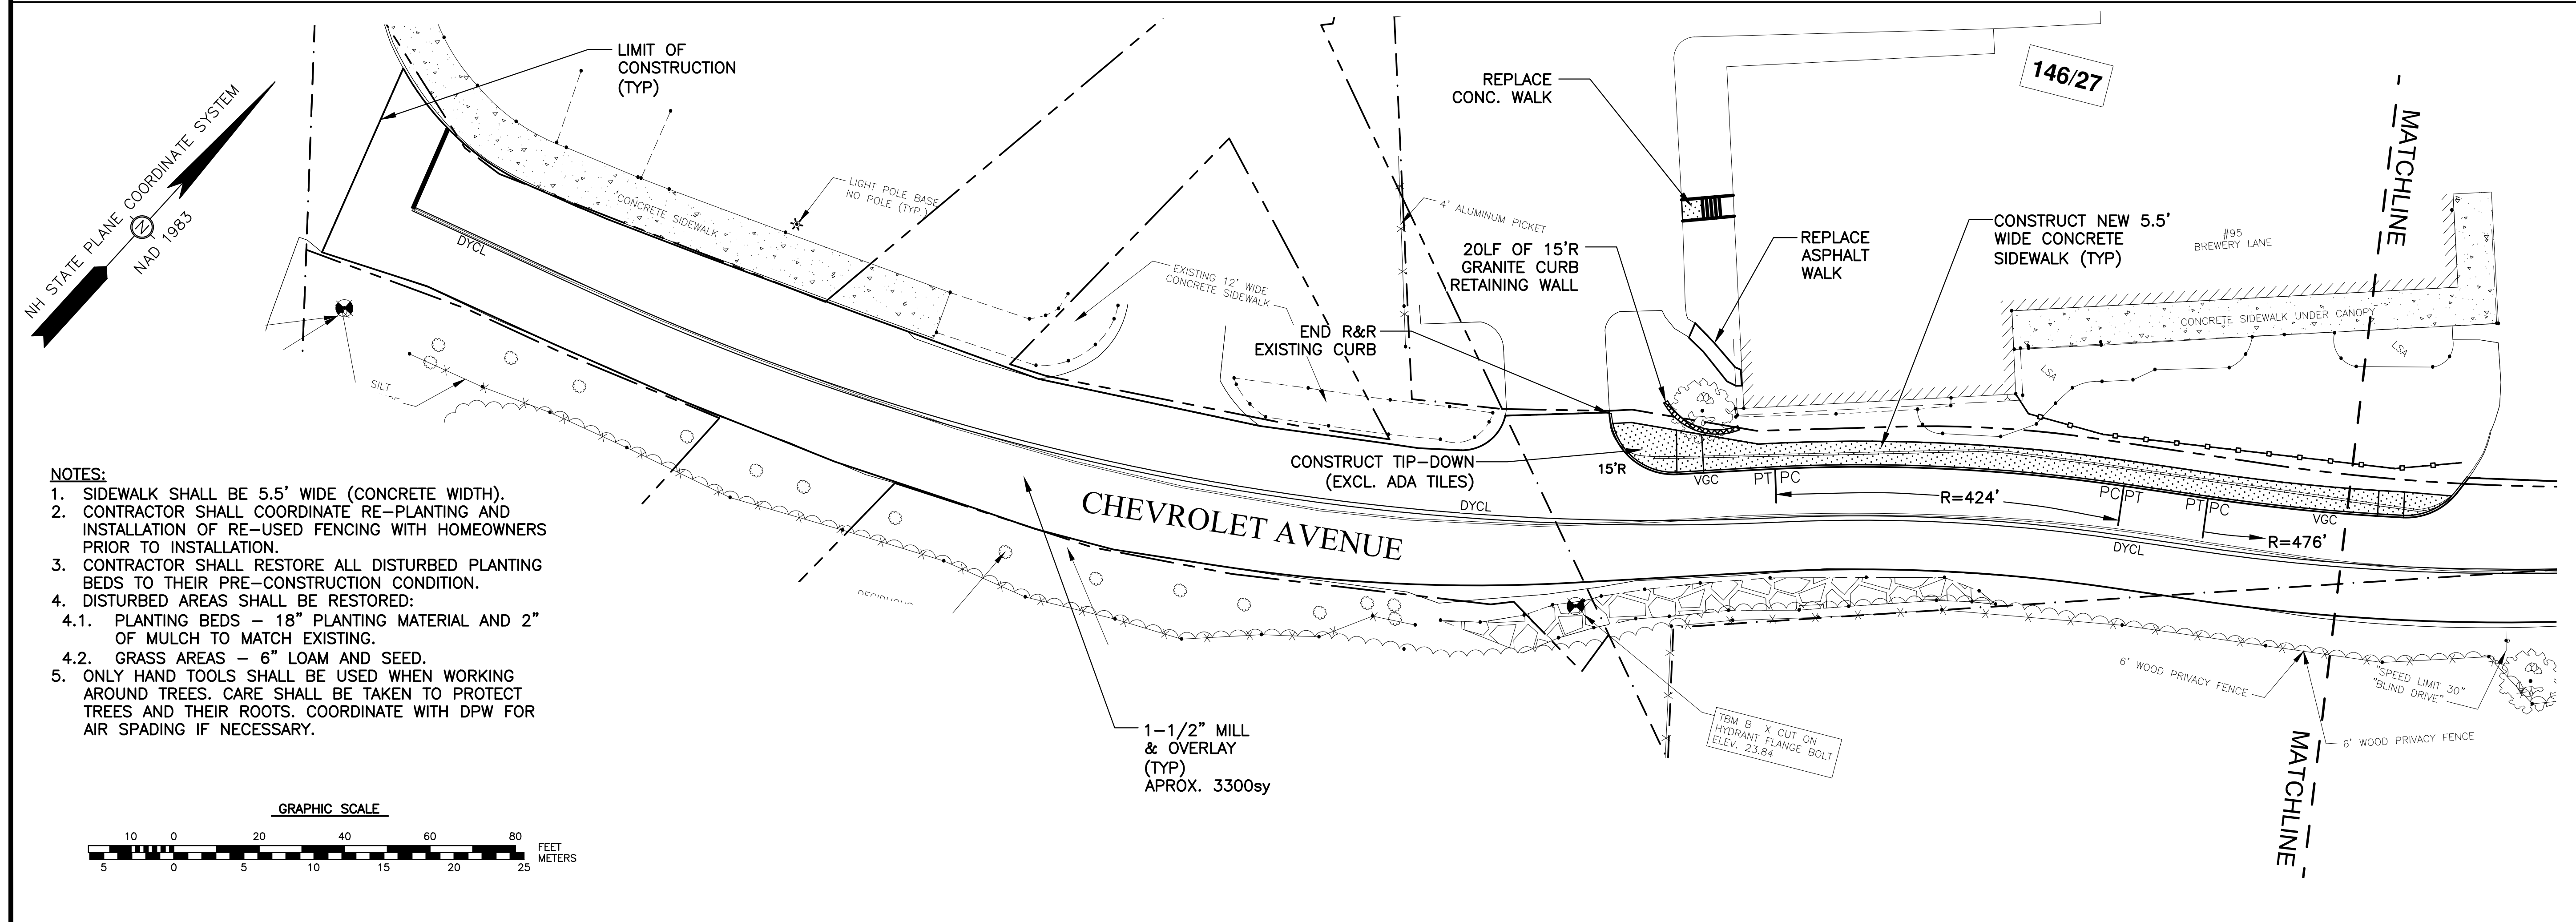 NH STATE PLANE COORDINATE SYSTEM
N
NAD 1983
LIMIT OF
CONSTRUCTION
(TYP)
DYCL
CONCRETE SIDEWALK
LIGHT POLE BASE
NO POLE (TYP.)
EXISTING 12' WIDE
CONCRETE SIDEWALK
4' ALUMINUM PICKET
REPLACE
CONC. WALK
146/27
MATCHLINE
20LF OF 15'R
GRANITE CURB
RETAINING WALL
REPLACE
ASPHALT
WALK
CONSTRUCT NEW 5.5'
WIDE CONCRETE
SIDEWALK (TYP)
#95
BREWERY LANE
CONCRETE SIDEWALK UNDER CANOPY
LSA
LSA
END R&R
EXISTING CURB
CONSTRUCT TIP-DOWN
(EXCL. ADA TILES)
15'R
VGC
PT PC
R=424'
PC PT
PT PC
VGC
R=476'
DYCL
DYCL
CHEVROLET AVENUE
SILT
NOTES:
1. SIDEWALK SHALL BE 5.5' WIDE (CONCRETE WIDTH).
2. CONTRACTOR SHALL COORDINATE RE-PLANTING AND
INSTALLATION OF RE-USED FENCING WITH HOMEOWNERS
PRIOR TO INSTALLATION.
3. CONTRACTOR SHALL RESTORE ALL DISTURBED PLANTING
BEDS TO THEIR PRE-CONSTRUCTION CONDITION.
4. DISTURBED AREAS SHALL BE RESTORED:
4.1. PLANTING BEDS - 18" PLANTING MATERIAL AND 2"
OF MULCH TO MATCH EXISTING.
4.2. GRASS AREAS - 6" LOAM AND SEED.
5. ONLY HAND TOOLS SHALL BE USED WHEN WORKING
AROUND TREES. CARE SHALL BE TAKEN TO PROTECT
TREES AND THEIR ROOTS. COORDINATE WITH DPW FOR
AIR SPADING IF NECESSARY.
1-1/2" MILL
& OVERLAY
(TYP)
APROX. 3300sy
TBM B X CUT ON
HYDRANT FLANGE BOLT
ELEV. 23.84
6' WOOD PRIVACY FENCE
"SPEED LIMIT 30"
"BLIND DRIVE"
6' WOOD PRIVACY FENCE
MATCHLINE
GRAPHIC SCALE
10 0 20 40 60 80 FEET
METERS
5 0 5 10 15 20 25